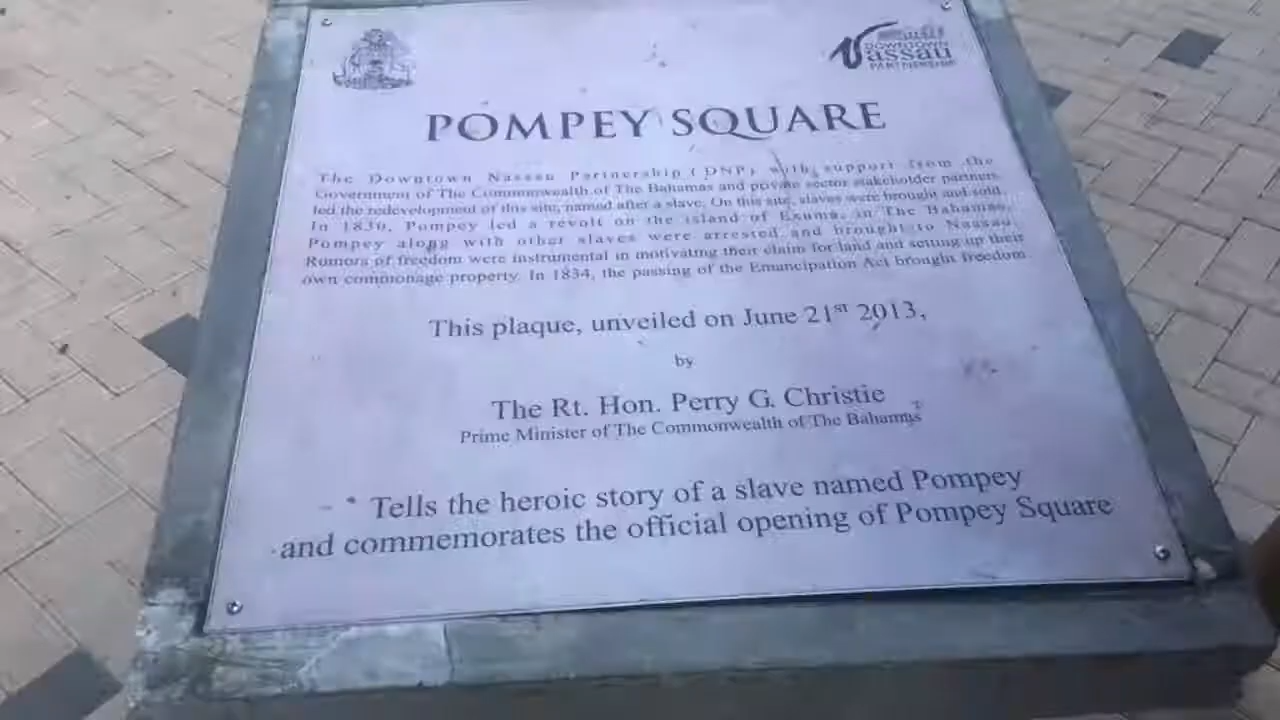 DOWNTOWN
Nassau
PARTNERSHIP
POMPEY SQUARE
The Downtown Nassau Partnership (DNP), with support from the
Government of The Commonwealth of The Bahamas and private sector stakeholder partners
led the redevelopment of this site, named after a slave. On this site, slaves were brought and sold.
In 1830, Pompey led a revolt on the island of Exuma, in The Bahamas.
Pompey along with other slaves were arrested and brought to Nassau.
Rumors of freedom were instrumental in motivating their claim for land and setting up their
own commonage property. In 1834, the passing of the Emancipation Act brought freedom
This plaque, unveiled on June 21st 2013,
by
The Rt. Hon. Perry G. Christie
Prime Minister of The Commonwealth of The Bahamas
Tells the heroic story of a slave named Pompey
and commemorates the official opening of Pompey Square